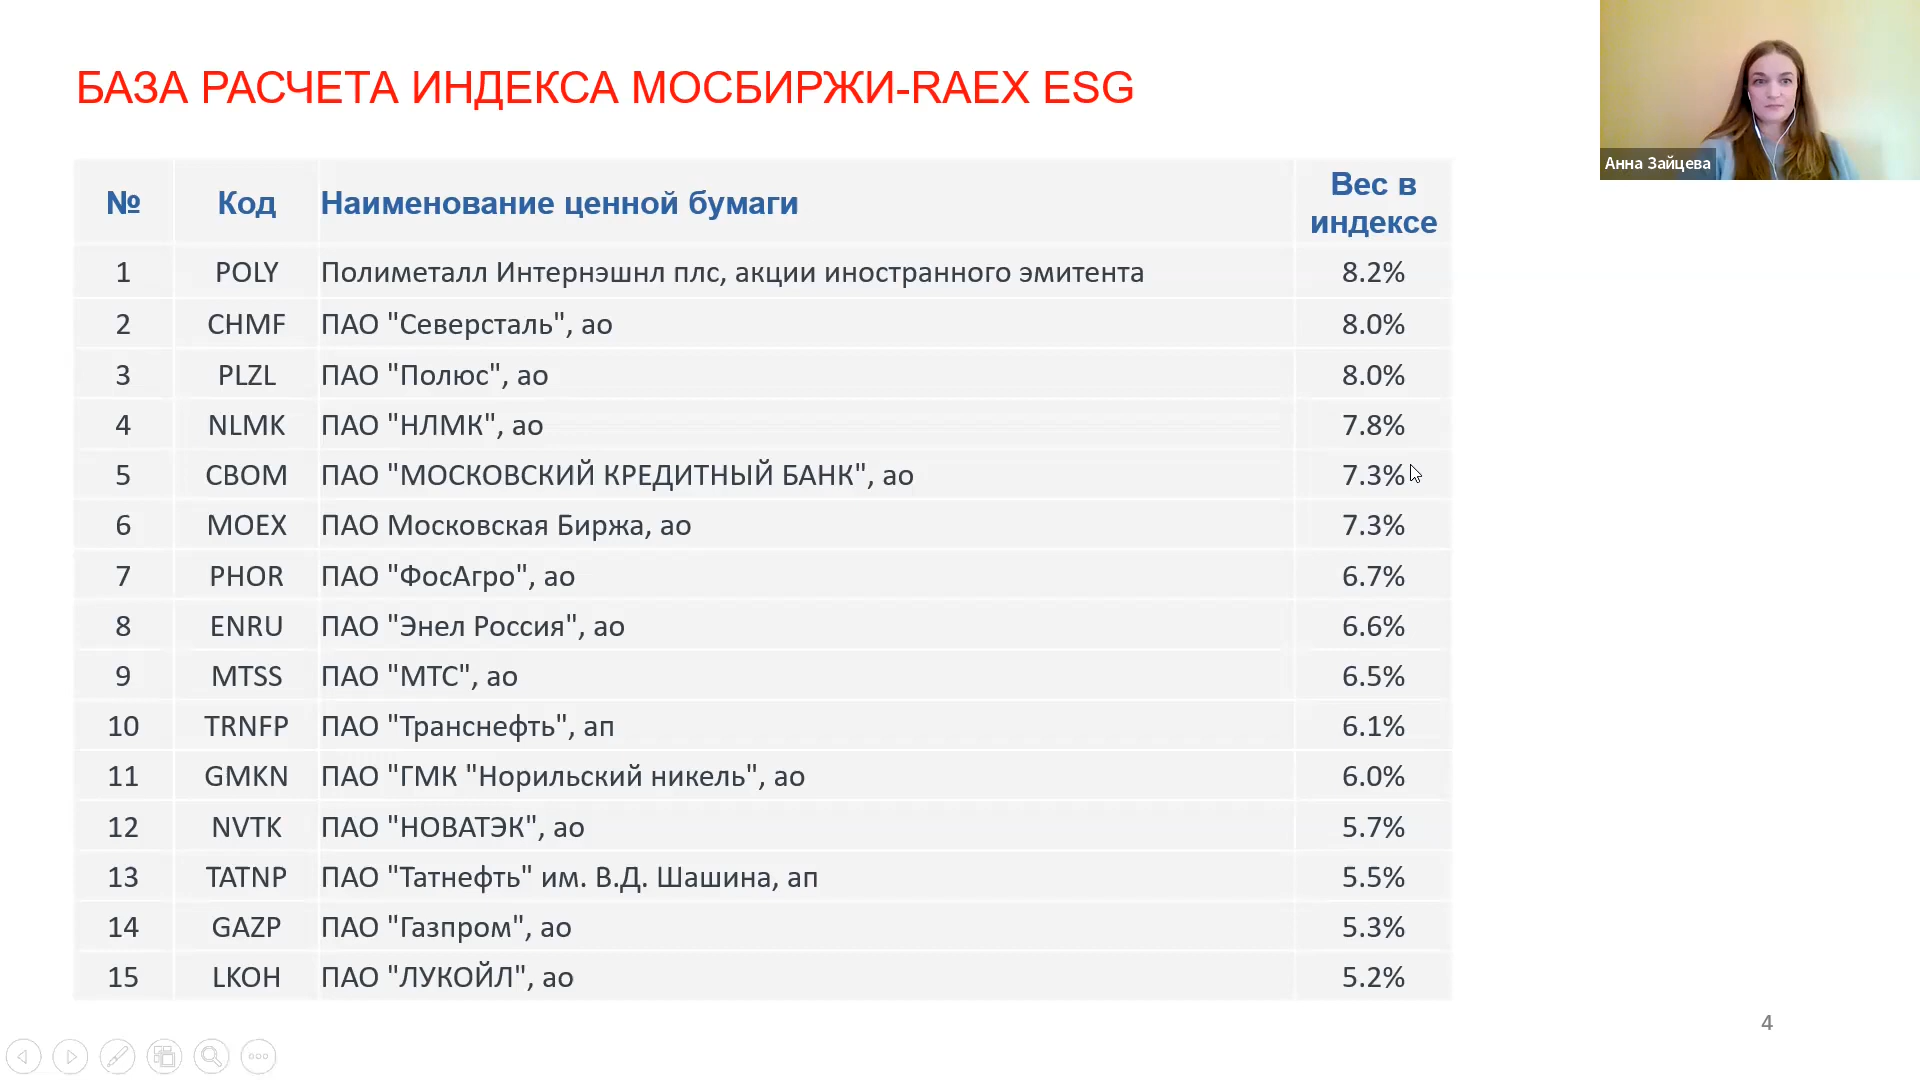 БАЗА РАСЧЕТА ИНДЕКСА МОСБИРЖИ-RAEX ESG
Анна Зайцева
№ Код Наименование ценной бумаги Вес в индексе
1 POLY Полиметалл Интернэшнл плс, акции иностранного эмитента 8.2%
2 CHMF ПАО "Северсталь", ао 8.0%
3 PLZL ПАО "Полюс", ао 8.0%
4 NLMK ПАО "НЛМК", ао 7.8%
5 CBOM ПАО "МОСКОВСКИЙ КРЕДИТНЫЙ БАНК", ао 7.3%
6 MOEX ПАО Московская Биржа, ао 7.3%
7 PHOR ПАО "ФосАгро", ао 6.7%
8 ENRU ПАО "Энел Россия", ао 6.6%
9 MTSS ПАО "МТС", ао 6.5%
10 TRNFP ПАО "Транснефть", ап 6.1%
11 GMKN ПАО "ГМК "Норильский никель", ао 6.0%
12 NVTK ПАО "НОВАТЭК", ао 5.7%
13 TATNP ПАО "Татнефть" им. В.Д. Шашина, ап 5.5%
14 GAZP ПАО "Газпром", ао 5.3%
15 LKOH ПАО "ЛУКОЙЛ", ао 5.2%
4